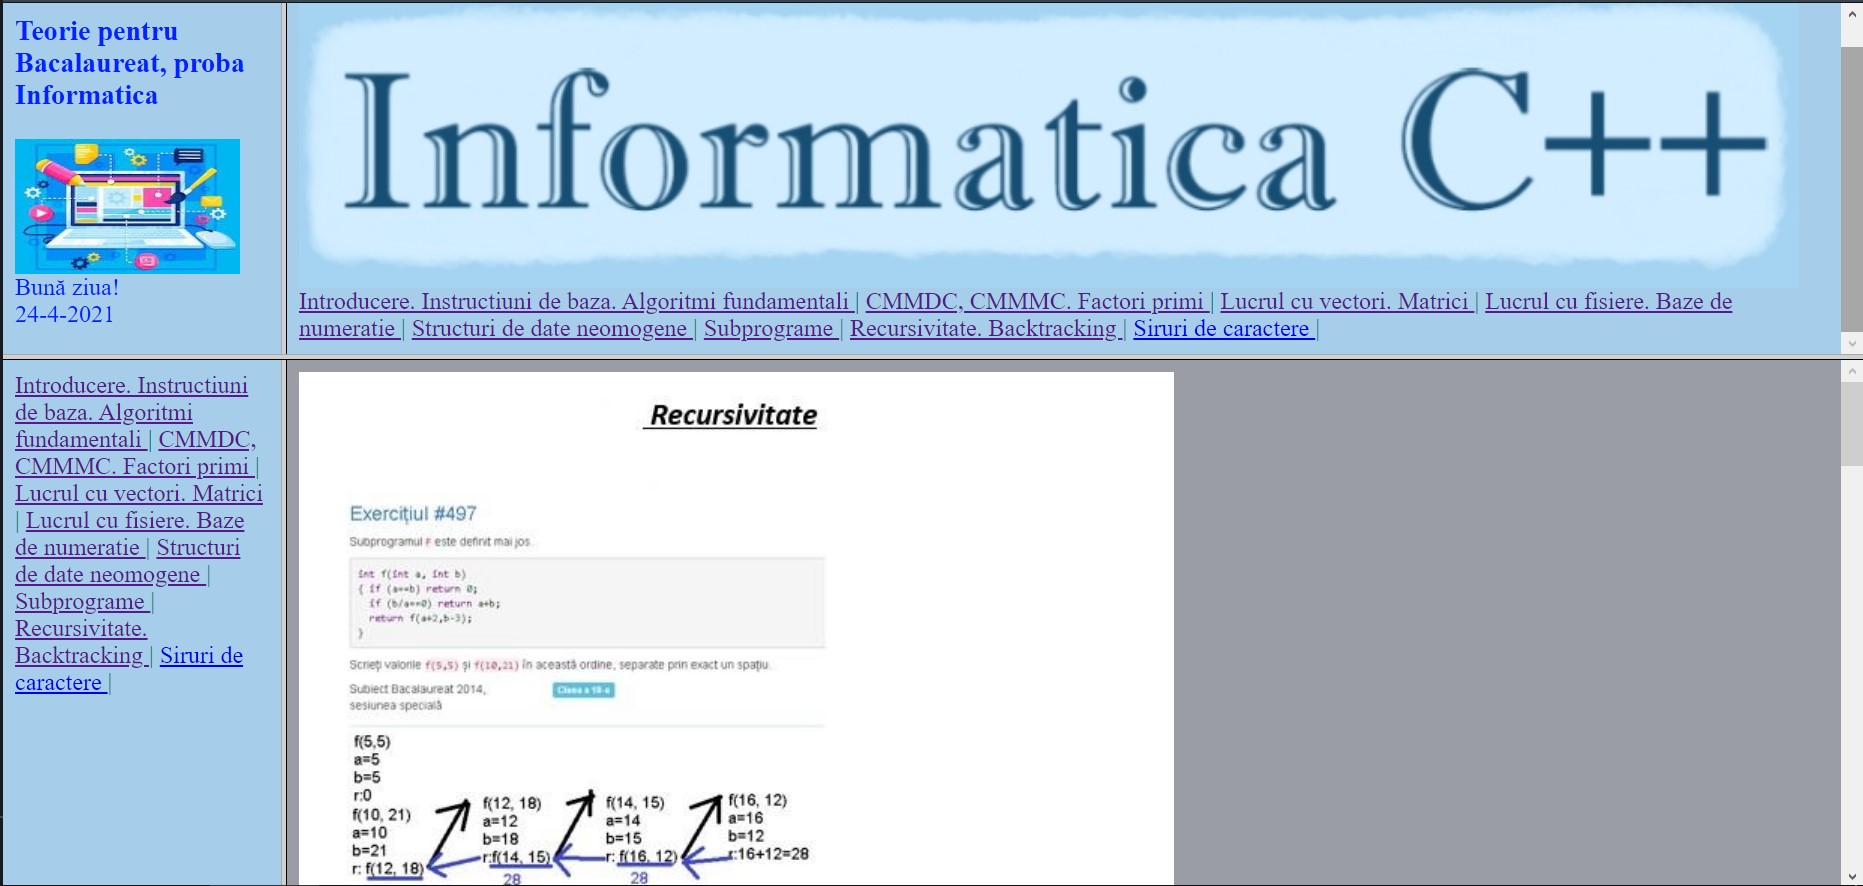 Teorie pentru
Bacalaureat, proba
Informatica
Bună ziua!
24-4-2021
Informatica C++
Introducere. Instructiuni de baza. Algoritmi fundamentali | CMMDC, CMMMC. Factori primi | Lucrul cu vectori. Matrici | Lucrul cu fisiere. Baze de
numeratie | Structuri de date neomogene | Subprograme | Recursivitate. Backtracking | Siruri de caractere |
Introducere. Instructiuni
de baza. Algoritmi
fundamentali | CMMDC,
CMMMC. Factori primi |
Lucrul cu vectori. Matrici
| Lucrul cu fisiere. Baze
de numeratie | Structuri
de date neomogene |
Subprograme |
Recursivitate.
Backtracking | Siruri de
caractere |
Recursivitate
Exercițiul #497
Subprogramul F este definit mai jos.
int f(int a, int b)
{ if (a==b) return 0;
if (b/a==0) return a+b;
return f(a+2,b-3);
}
Scrieți valorile f(5,5) și f(10,21) în această ordine, separate prin exact un spațiu.
Subiect Bacalaureat 2014,
sesiunea specială
Clasa a 10-a
f(5,5)
a=5
b=5
r:0
f(10, 21)
a=10
b=21
r: f(12, 18)
f(12, 18)
a=12
b=18
r:f(14, 15)
28
f(14, 15)
a=14
b=15
r: f(16, 12)
28
f(16, 12)
a=16
b=12
r:16+12=28